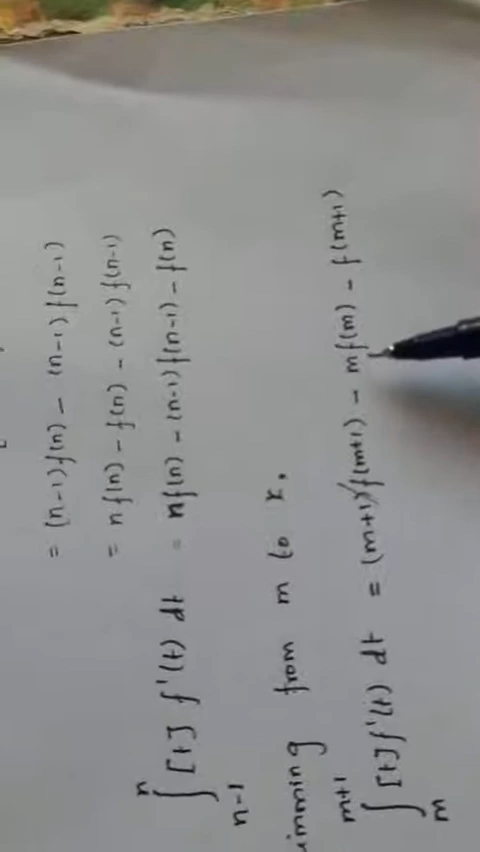 = (n-1)f(n) - (n-1)f(n-1)
= nf(n) - f(n) - (n-1)f(n-1)
∫_{n-1}^{n} [t] f'(t) dt = nf(n) - (n-1)f(n-1) - f(n)
imming from m to x.
∫_{m}^{m+1} [t]f'(t) dt = (m+1)f(m+1) - mf(m) - f(m+1)